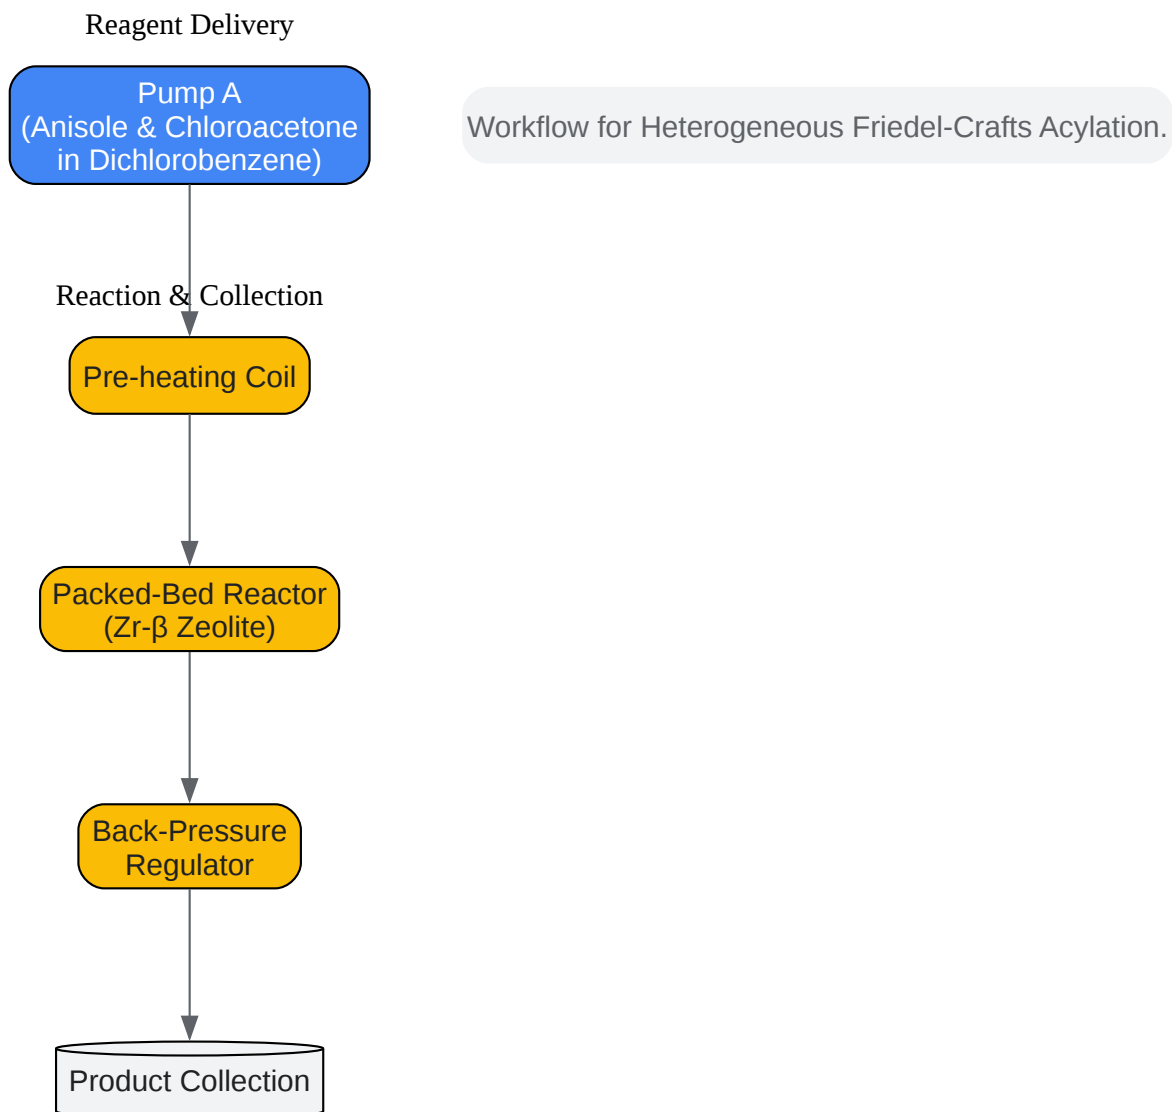 Reagent Delivery
Pump A
(Anisole & Chloroacetone
in Dichlorobenzene)
Workflow for Heterogeneous Friedel-Crafts Acylation.
Reaction & Collection
Pre-heating Coil
Packed-Bed Reactor
(Zr-β Zeolite)
Back-Pressure
Regulator
Product Collection